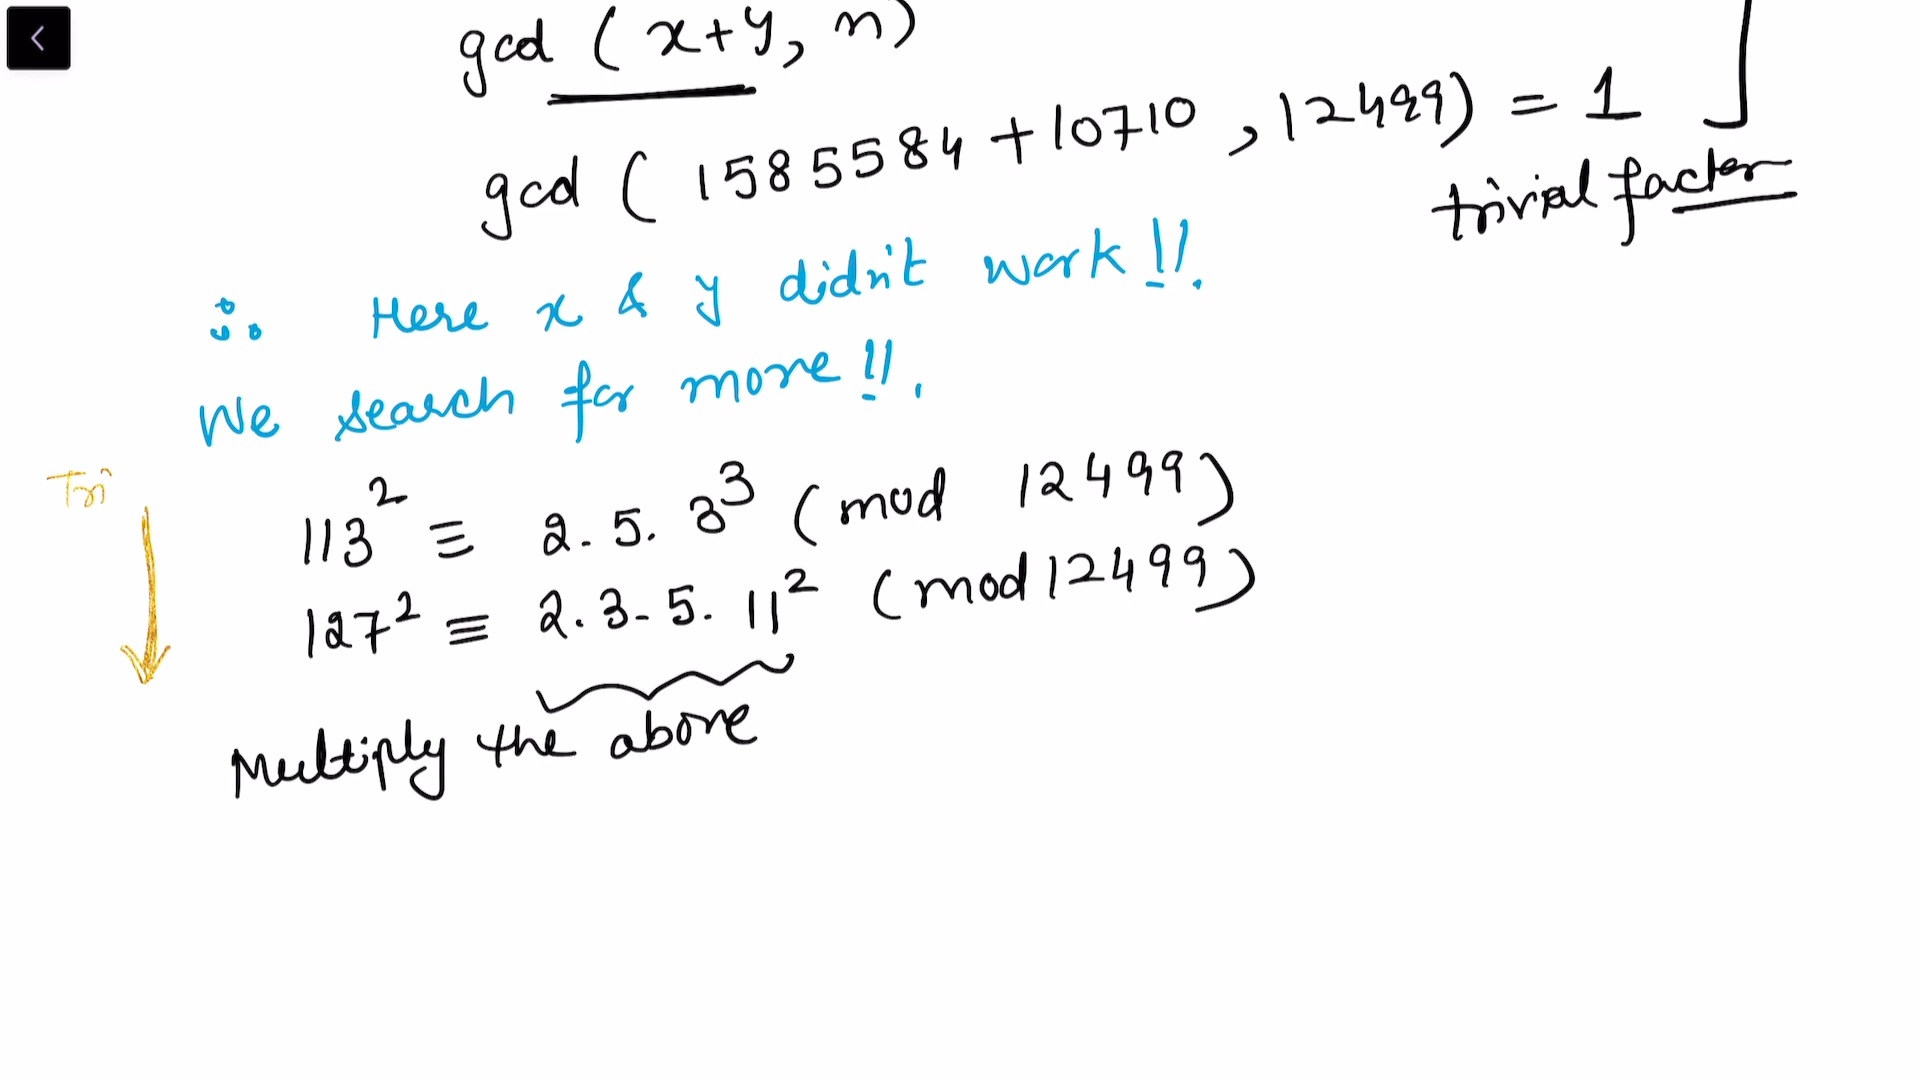 gcd ( x+y, n)
gcd ( 1585584 + 10710 , 12499) = 1
trivial factor
∴ Here x & y didn't work !!.
We search for more !!.
Tri
113² ≡ 2. 5. 3³ (mod 12499)
127² ≡ 2. 3. 5. 11² (mod 12499)
Multiply the above